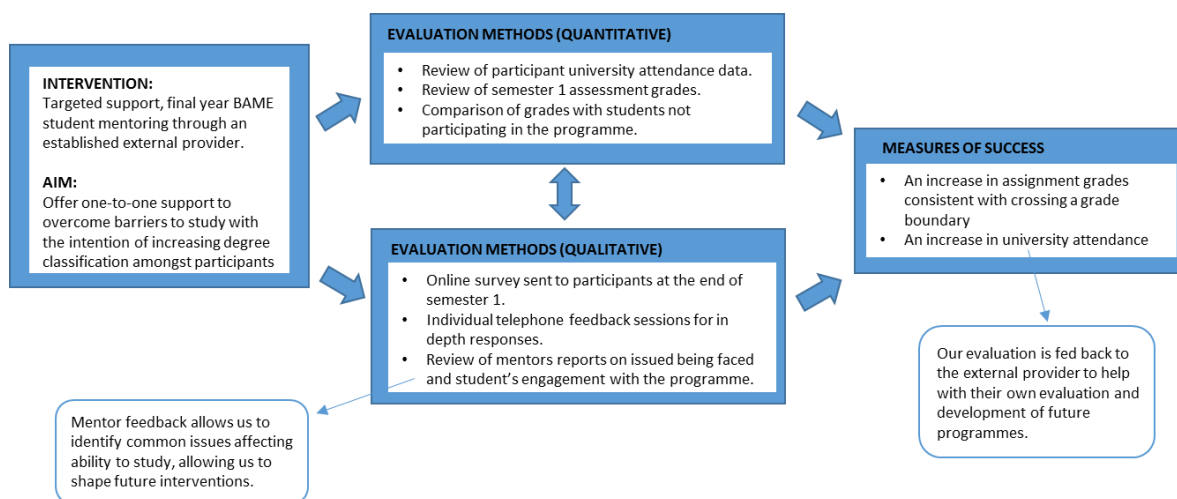 INTERVENTION:
Targeted support, final year BAME
student mentoring through an
established external provider.
AIM:
Offer one-to-one support to
overcome barriers to study with
the intention of increasing degree
classification amongst participants
EVALUATION METHODS (QUANTITATIVE)
• Review of participant university attendance data.
• Review of semester 1 assessment grades.
• Comparison of grades with students not
participating in the programme.
EVALUATION METHODS (QUALITATIVE)
• Online survey sent to participants at the end of
semester 1.
• Individual telephone feedback sessions for in
depth responses.
• Review of mentors reports on issued being faced
and student’s engagement with the programme.
Mentor feedback allows us to
identify common issues affecting
ability to study, allowing us to
shape future interventions.
MEASURES OF SUCCESS
• An increase in assignment grades
consistent with crossing a grade
boundary
• An increase in university attendance
Our evaluation is fed back to
the external provider to help
with their own evaluation and
development of future
programmes.